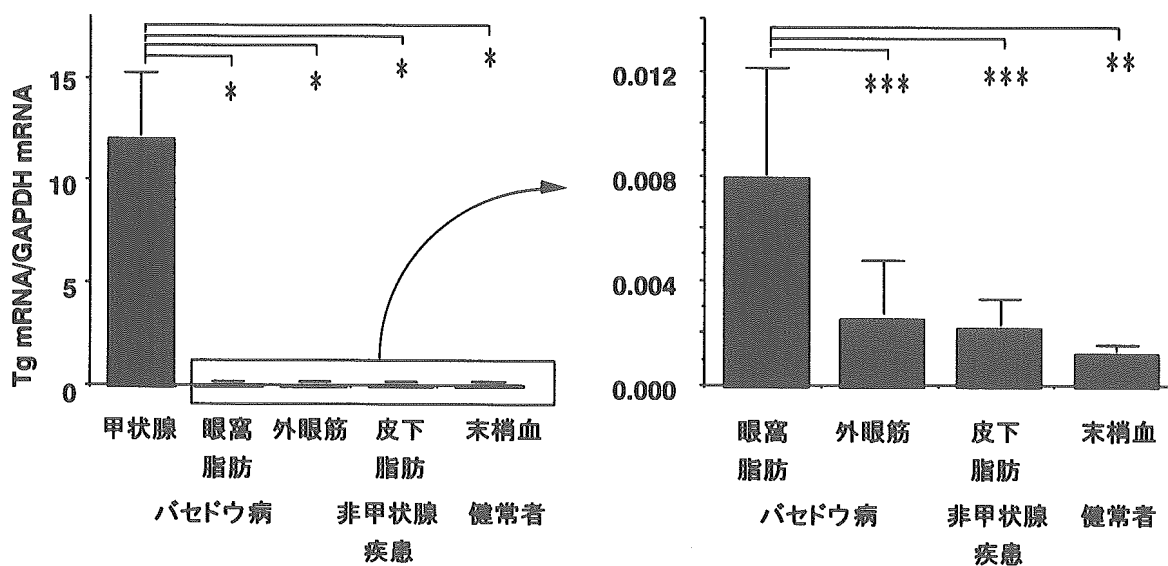 Tg mRNA/GAPDH mRNA
15
10
5
0
*
*
*
*
甲状腺 眼窩 外眼筋 皮下 末梢血
脂肪 脂肪
バセドウ病 非甲状腺 健常者
疾患
0.012
0.008
0.004
0.000
***
***
**
眼窩 外眼筋 皮下 末梢血
脂肪 脂肪
バセドウ病 非甲状腺 健常者
疾患